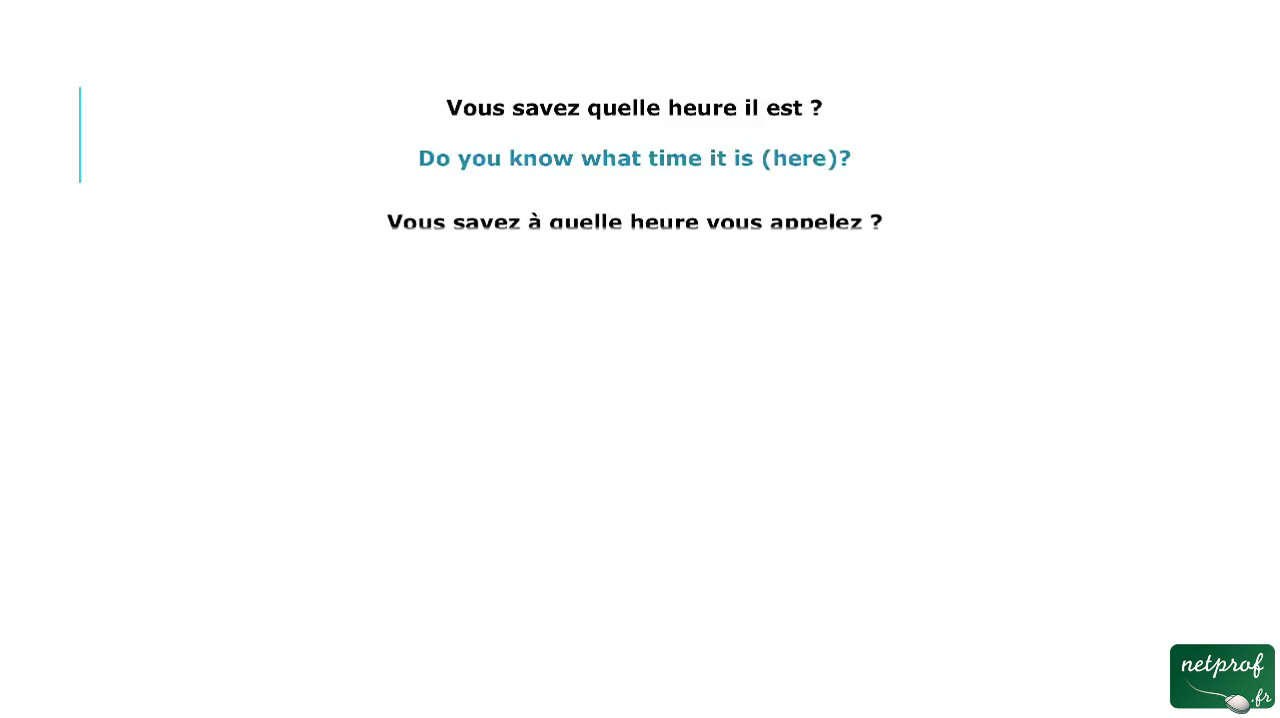 Vous savez quelle heure il est ?
Do you know what time it is (here)?
Vous savez à quelle heure vous appelez ?
netprof
.fr